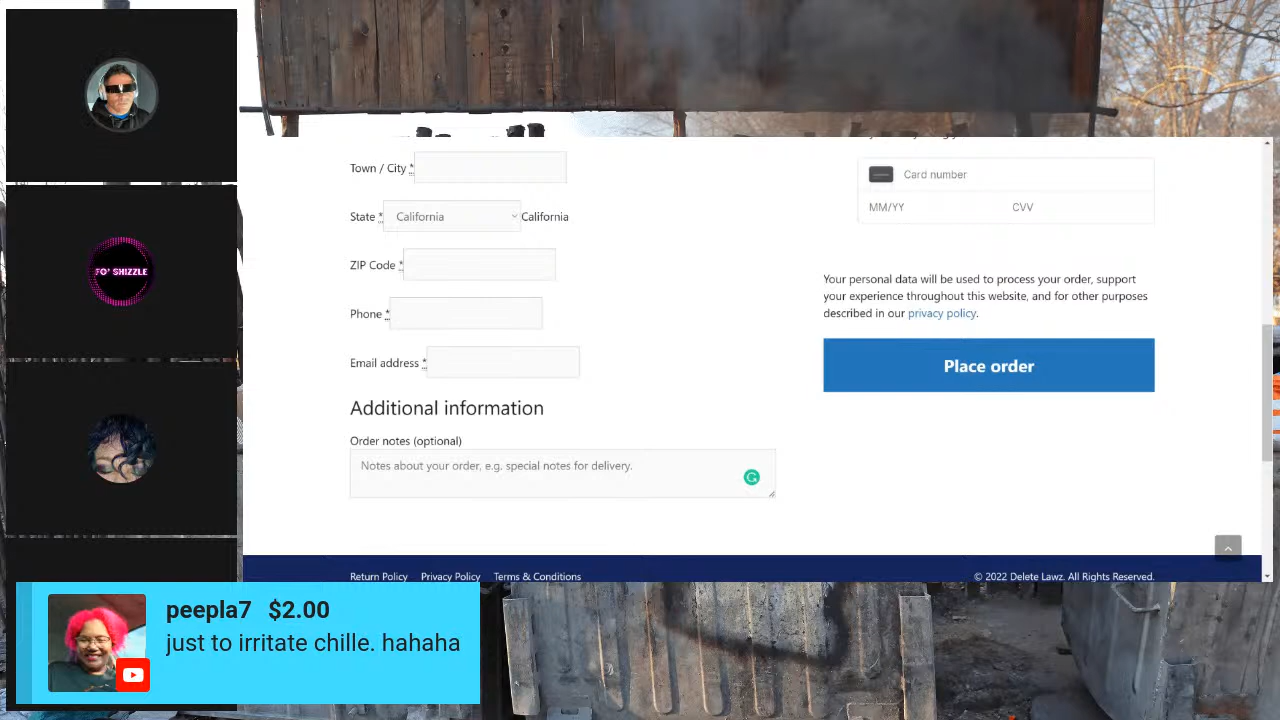 FO' SHIZZLE
Town / City *
State *
California
California
ZIP Code *
Phone *
Email address *
Additional information
Order notes (optional)
Notes about your order, e.g. special notes for delivery.
Card number
MM/YY
CVV
Your personal data will be used to process your order, support
your experience throughout this website, and for other purposes
described in our privacy policy.
Place order
Return Policy Privacy Policy Terms & Conditions
© 2022 Delete Lawz. All Rights Reserved.
peepla7 $2.00
just to irritate chille. hahaha